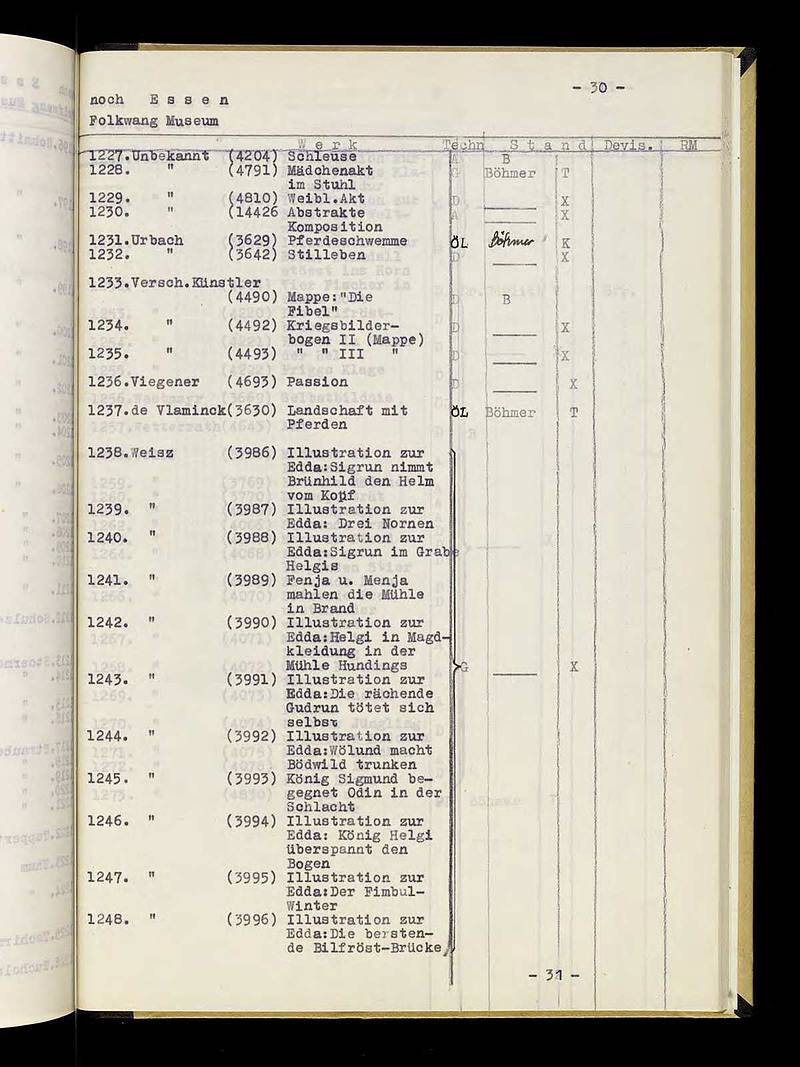 - 30 -
noch E s s e n
Folkwang Museum
W e r k Techn S t a n d Devis. RM
1227.Unbekannt (4204) Schleuse A B
1228. " (4791) Mädchenakt G Böhmer T
im Stuhl
1229. " (4810) Weibl.Akt D X
1230. " (14426 Abstrakte A X
Komposition
1231.Urbach (3629) Pferdeschwemme ÖL Böhmer K
1232. " (3642) Stilleben D X
1233.Versch.Künstler
(4490) Mappe:"Die D B
Fibel"
1234. " (4492) Kriegsbilder- D X
bogen II (Mappe)
1235. " (4493) " " III " D X
1236.Viegener (4693) Passion D X
1237.de Vlaminck(3630) Landschaft mit ÖL Böhmer T
Pferden
1238.Weisz (3986) Illustration zur
Edda:Sigrun nimmt
Brünhild den Helm
vom Kopf
1239. " (3987) Illustration zur
Edda: Drei Nornen
1240. " (3988) Illustration zur
Edda:Sigrun im Grabe
Helgis
1241. " (3989) Fenja u. Menja
mahlen die Mühle
in Brand
1242. " (3990) Illustration zur
Edda:Helgi in Magd-
kleidung in der
Mühle Hundings G X
1243. " (3991) Illustration zur
Edda:Die rächende
Gudrun tötet sich
selbst
1244. " (3992) Illustration zur
Edda:Wölund macht
Bödwild trunken
1245. " (3993) König Sigmund be-
gegnet Odin in der
Schlacht
1246. " (3994) Illustration zur
Edda: König Helgi
überspannt den
Bogen
1247. " (3995) Illustration zur
Edda:Der Fimbul-
Winter
1248. " (3996) Illustration zur
Edda:Die bersten-
de Bilfröst-Brücke
- 31 -